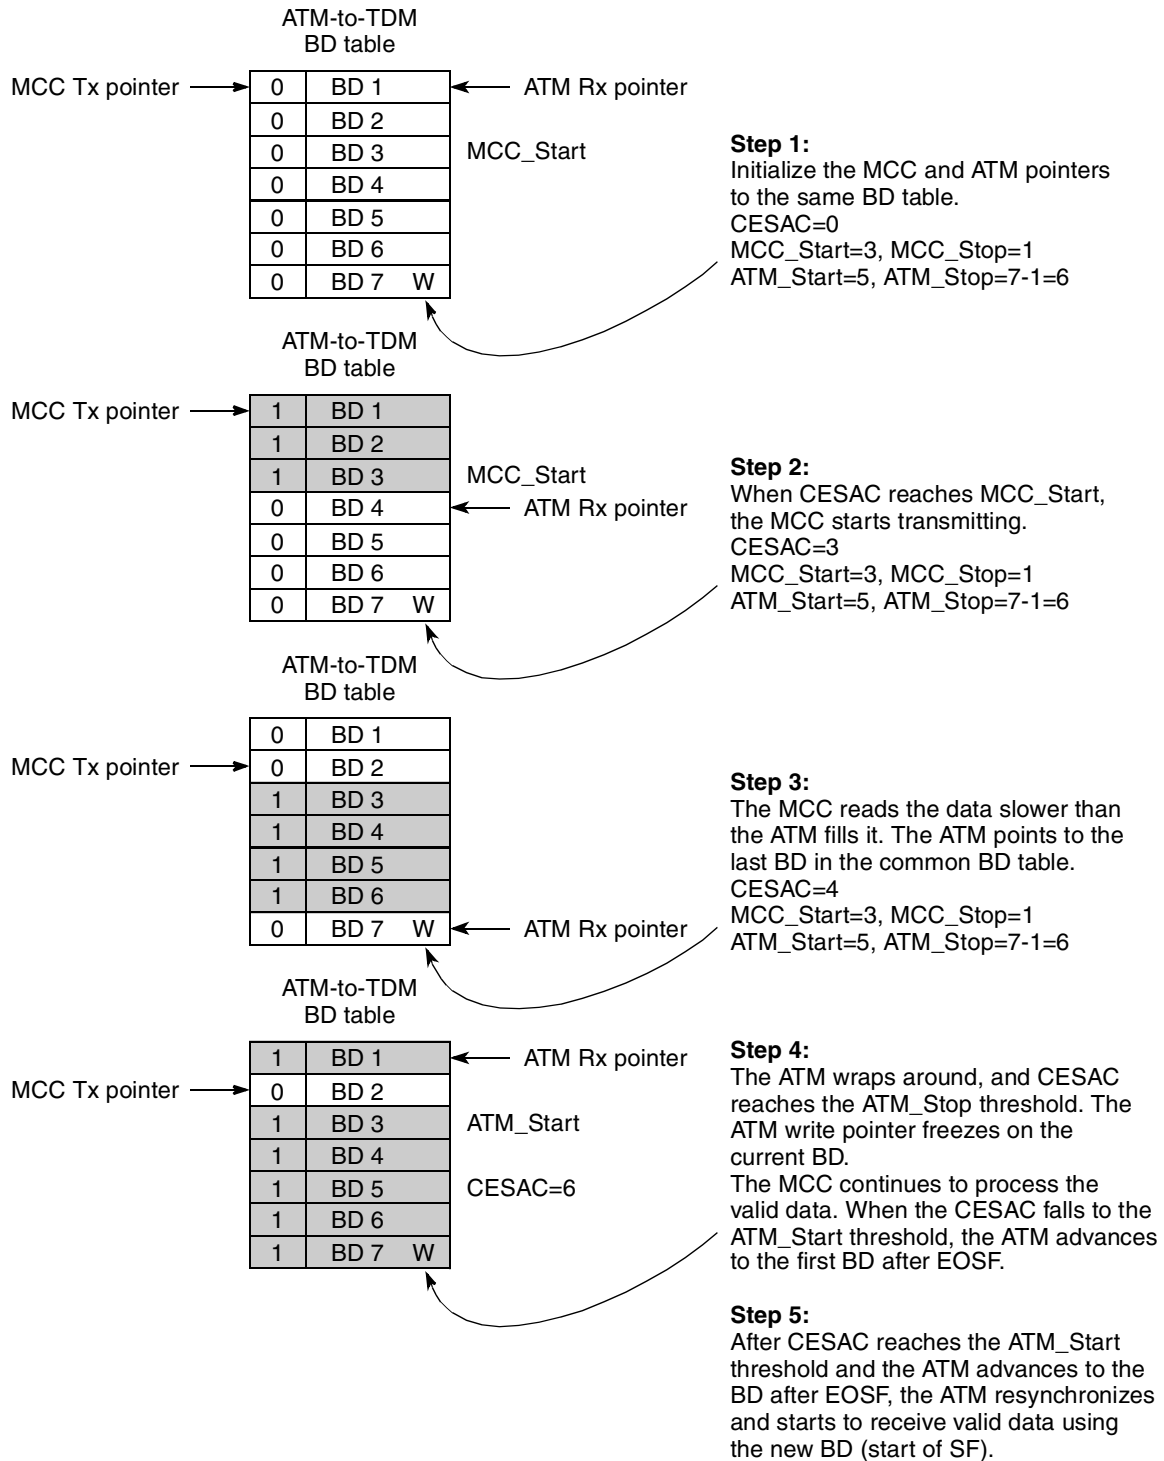 ATM-to-TDM
BD table
MCC Tx pointer
0 BD 1
ATM Rx pointer
0 BD 2
0 BD 3
MCC_Start
0 BD 4
0 BD 5
0 BD 6
0 BD 7 W
Step 1:
Initialize the MCC and ATM pointers
to the same BD table.
CESAC=0
MCC_Start=3, MCC_Stop=1
ATM_Start=5, ATM_Stop=7-1=6
ATM-to-TDM
BD table
MCC Tx pointer
1 BD 1
1 BD 2
1 BD 3
MCC_Start
0 BD 4
ATM Rx pointer
0 BD 5
0 BD 6
0 BD 7 W
Step 2:
When CESAC reaches MCC_Start,
the MCC starts transmitting.
CESAC=3
MCC_Start=3, MCC_Stop=1
ATM_Start=5, ATM_Stop=7-1=6
ATM-to-TDM
BD table
0 BD 1
MCC Tx pointer
0 BD 2
1 BD 3
1 BD 4
1 BD 5
1 BD 6
0 BD 7 W
ATM Rx pointer
Step 3:
The MCC reads the data slower than
the ATM fills it. The ATM points to the
last BD in the common BD table.
CESAC=4
MCC_Start=3, MCC_Stop=1
ATM_Start=5, ATM_Stop=7-1=6
ATM-to-TDM
BD table
1 BD 1
ATM Rx pointer
MCC Tx pointer
0 BD 2
1 BD 3
ATM_Start
1 BD 4
1 BD 5
CESAC=6
1 BD 6
1 BD 7 W
Step 4:
The ATM wraps around, and CESAC
reaches the ATM_Stop threshold. The
ATM write pointer freezes on the
current BD.
The MCC continues to process the
valid data. When the CESAC falls to the
ATM_Start threshold, the ATM advances
to the first BD after EOSF.
Step 5:
After CESAC reaches the ATM_Start
threshold and the ATM advances to the
BD after EOSF, the ATM resynchronizes
and starts to receive valid data using
the new BD (start of SF).